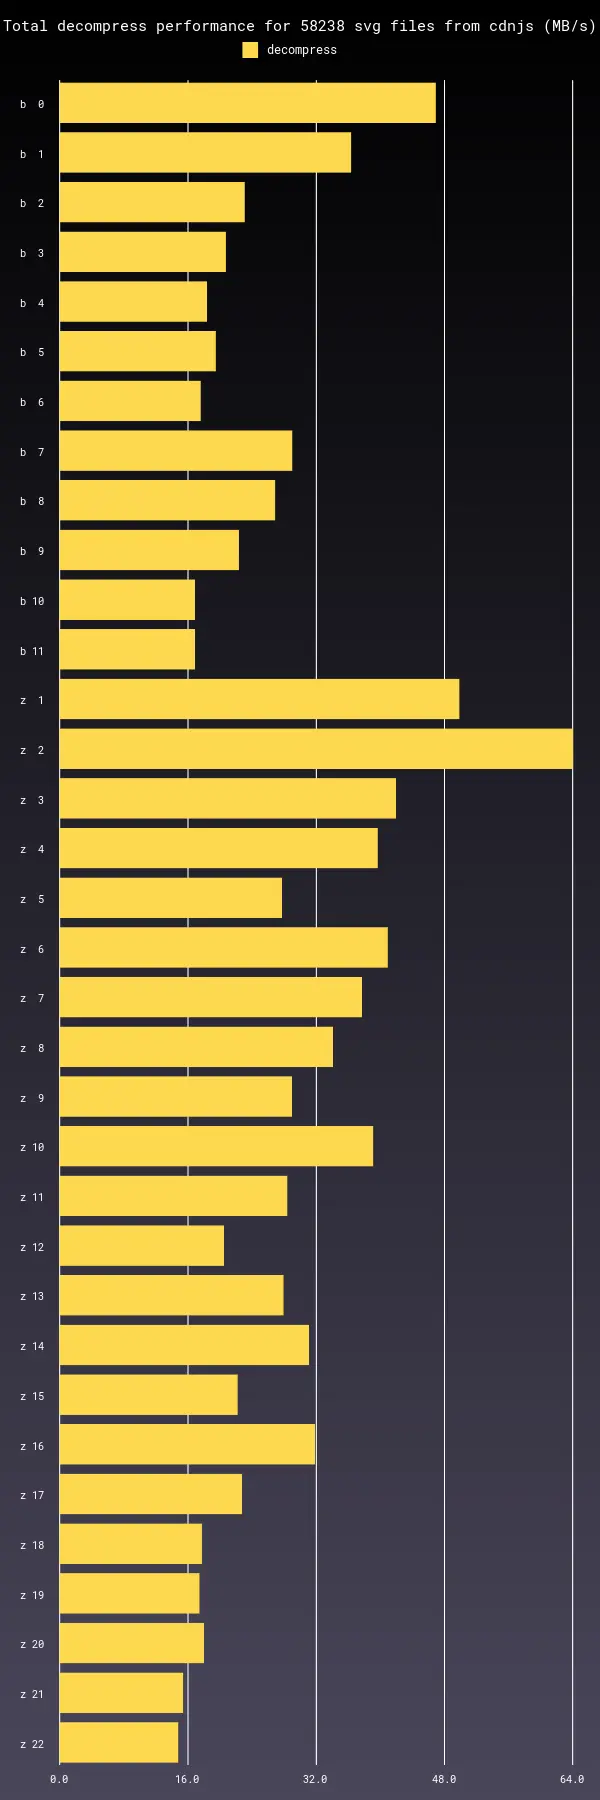 Total decompress performance for 58238 svg files from cdnjs (MB/s)
decompress
b 0
b 1
b 2
b 3
b 4
b 5
b 6
b 7
b 8
b 9
b 10
b 11
z 1
z 2
z 3
z 4
z 5
z 6
z 7
z 8
z 9
z 10
z 11
z 12
z 13
z 14
z 15
z 16
z 17
z 18
z 19
z 20
z 21
z 22
0.0 16.0 32.0 48.0 64.0